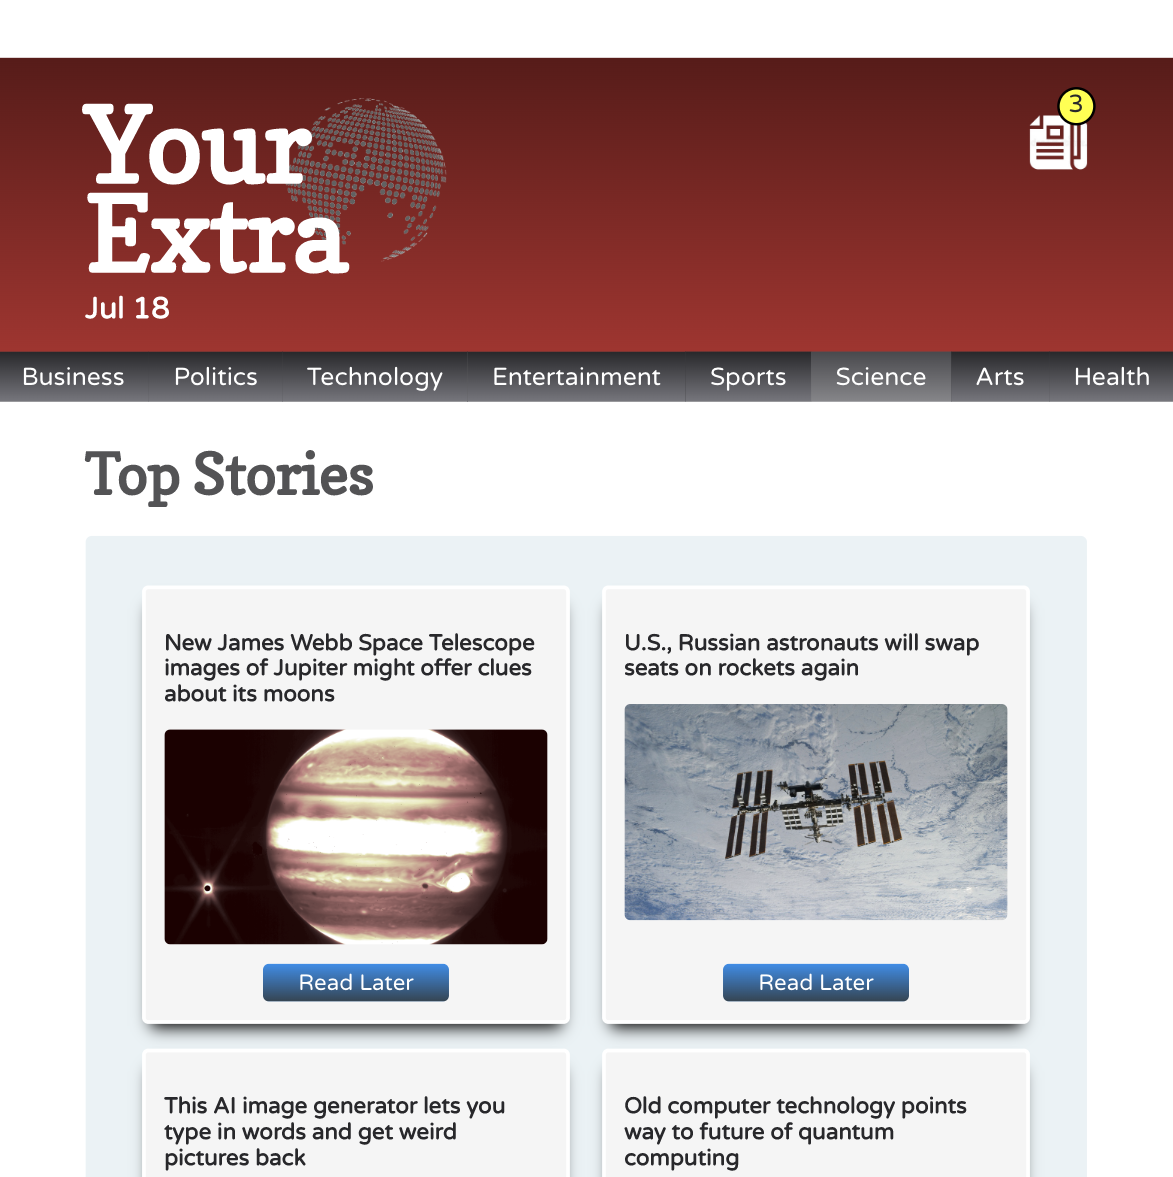 3
Your
Extra
Jul 18
Business Politics Technology Entertainment Sports Science Arts Health
Top Stories
New James Webb Space Telescope
images of Jupiter might offer clues
about its moons
Read Later
U.S., Russian astronauts will swap
seats on rockets again
Read Later
This AI image generator lets you
type in words and get weird
pictures back
Old computer technology points
way to future of quantum
computing